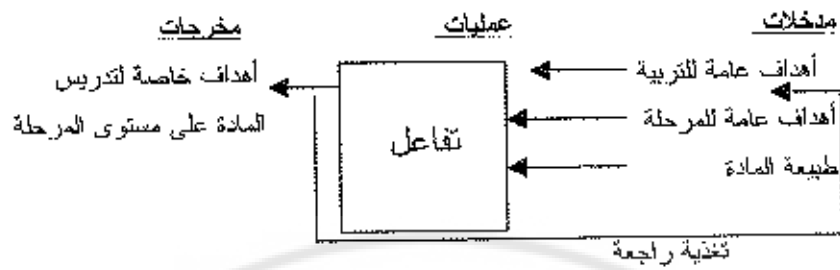 مدخلات
عمليات
مخرجات
أهداف عامة للتربية
أهداف عامة للمرحلة
طبيعة المادة
تفاعل
أهداف خاصة لتدريس
المادة على مستوى المرحلة
تغذية راجعة